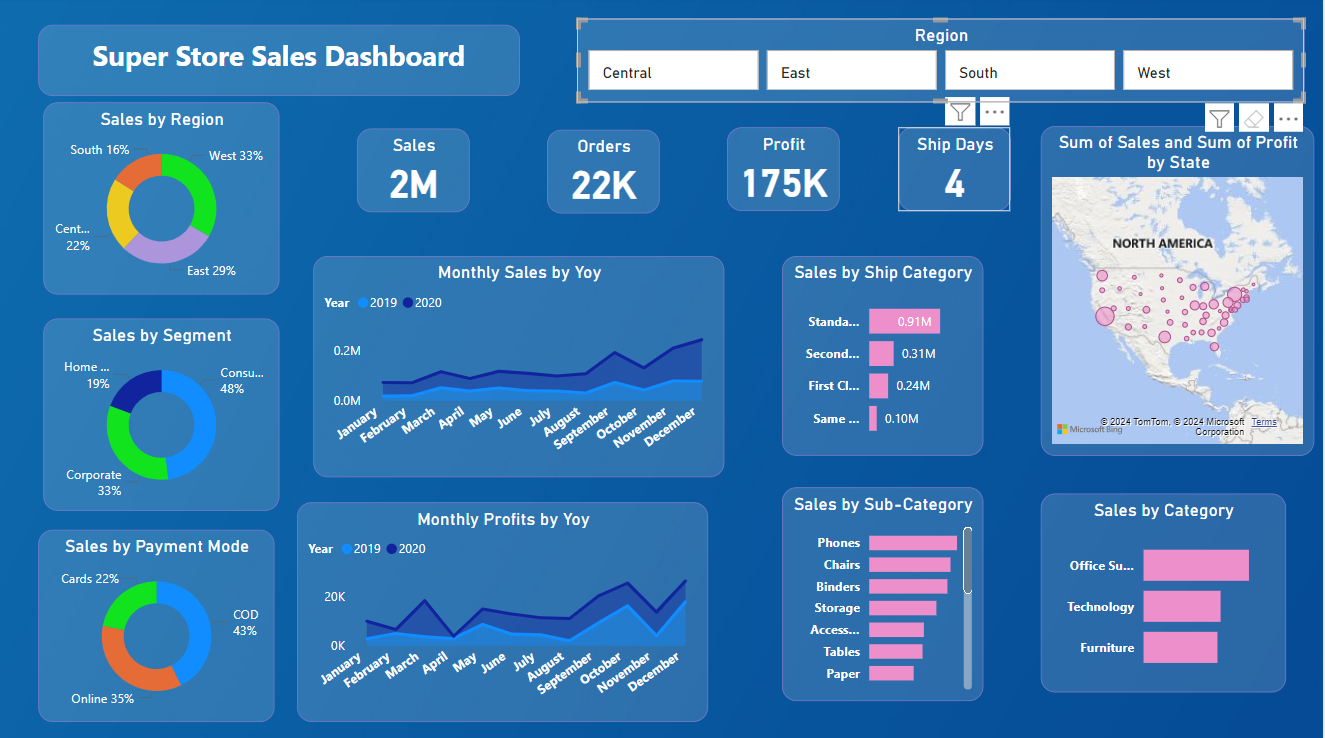 Super Store Sales Dashboard
Region
Central
East
South
West
Sales by Region
South 16%
West 33%
Cent...
22%
East 29%
Sales
2M
Orders
22K
Profit
175K
Ship Days
4
Sum of Sales and Sum of Profit
by State
NORTH AMERICA
Microsoft Bing
© 2024 TomTom, © 2024 Microsoft
Corporation
Terms
Monthly Sales by Yoy
Year 2019 2020
0.2M
0.0M
January
February
March
April
May
June
July
August
September
October
November
December
Sales by Ship Category
Standa... 0.91M
Second... 0.31M
First Cl... 0.24M
Same ... 0.10M
Sales by Segment
Home ...
19%
Consu...
48%
Corporate
33%
Monthly Profits by Yoy
Year 2019 2020
20K
0K
January
February
March
April
May
June
July
August
September
October
November
December
Sales by Sub-Category
Phones
Chairs
Binders
Storage
Access...
Tables
Paper
Sales by Category
Office Su...
Technology
Furniture
Sales by Payment Mode
Cards 22%
COD
43%
Online 35%